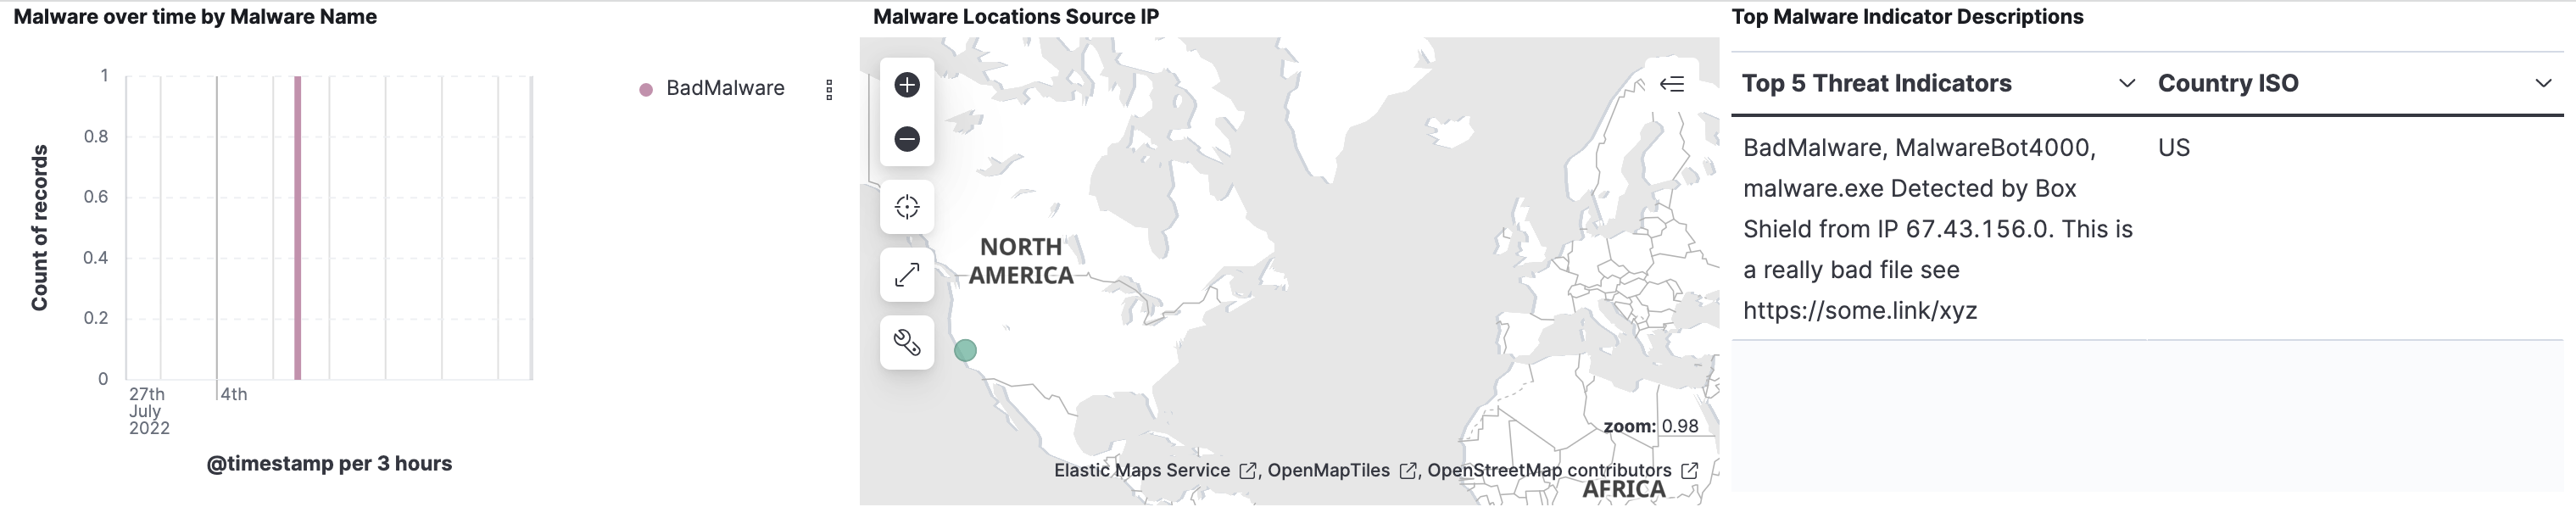 Malware over time by Malware Name
Count of records
1
0.8
0.6
0.4
0.2
0
27th
July
2022
4th
@timestamp per 3 hours
BadMalware
Malware Locations Source IP
NORTH
AMERICA
zoom: 0.98
Elastic Maps Service , OpenMapTiles , OpenStreetMap contributors
AFRICA
Top Malware Indicator Descriptions
Top 5 Threat Indicators Country ISO
BadMalware, MalwareBot4000, US
malware.exe Detected by Box
Shield from IP 67.43.156.0. This is
a really bad file see
https://some.link/xyz